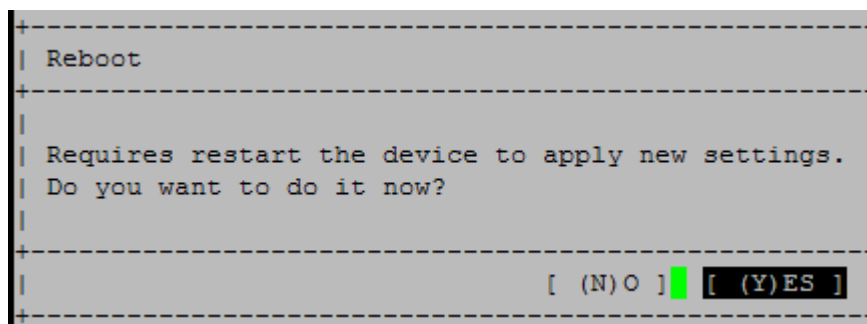 Reboot
Requires restart the device to apply new settings.
Do you want to do it now?
[ (N)O ] [ (Y)ES ]